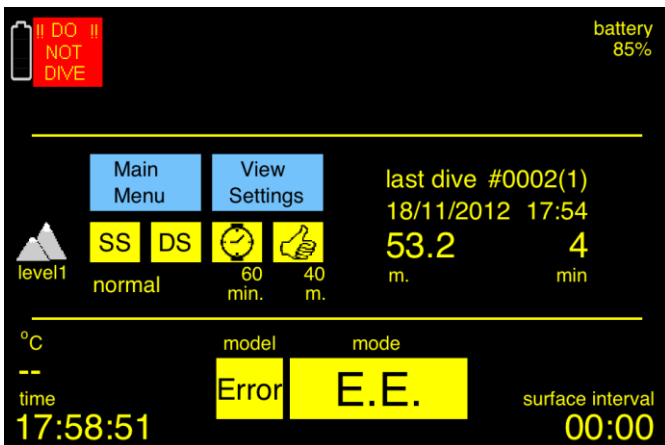 !! DO !!
NOT
DIVE
battery
85%
Main
Menu
View
Settings
last dive #0002(1)
18/11/2012 17:54
53.2 4
m. min
SS DS
level1
normal
60
min.
40
m.
°C
--
time
17:58:51
model
Error
mode
E.E.
surface interval
00:00